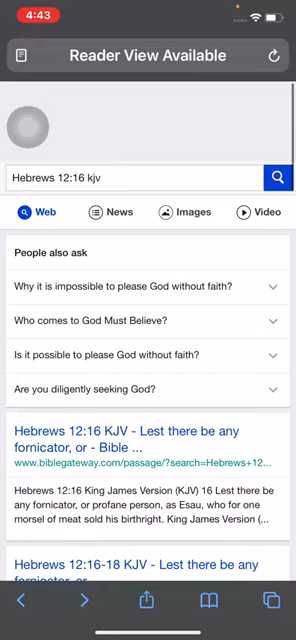 4:43
Reader View Available
Hebrews 12:16 kjv
Web
News
Images
Video
People also ask
Why it is impossible to please God without faith?
Who comes to God Must Believe?
Is it possible to please God without faith?
Are you diligently seeking God?
Hebrews 12:16 KJV - Lest there be any
fornicator, or - Bible ...
www.biblegateway.com/passage/?search=Hebrews+12...
Hebrews 12:16 King James Version (KJV) 16 Lest there be
any fornicator, or profane person, as Esau, who for one
morsel of meat sold his birthright. King James Version (...
Hebrews 12:16-18 KJV - Lest there be any
fornicator, or